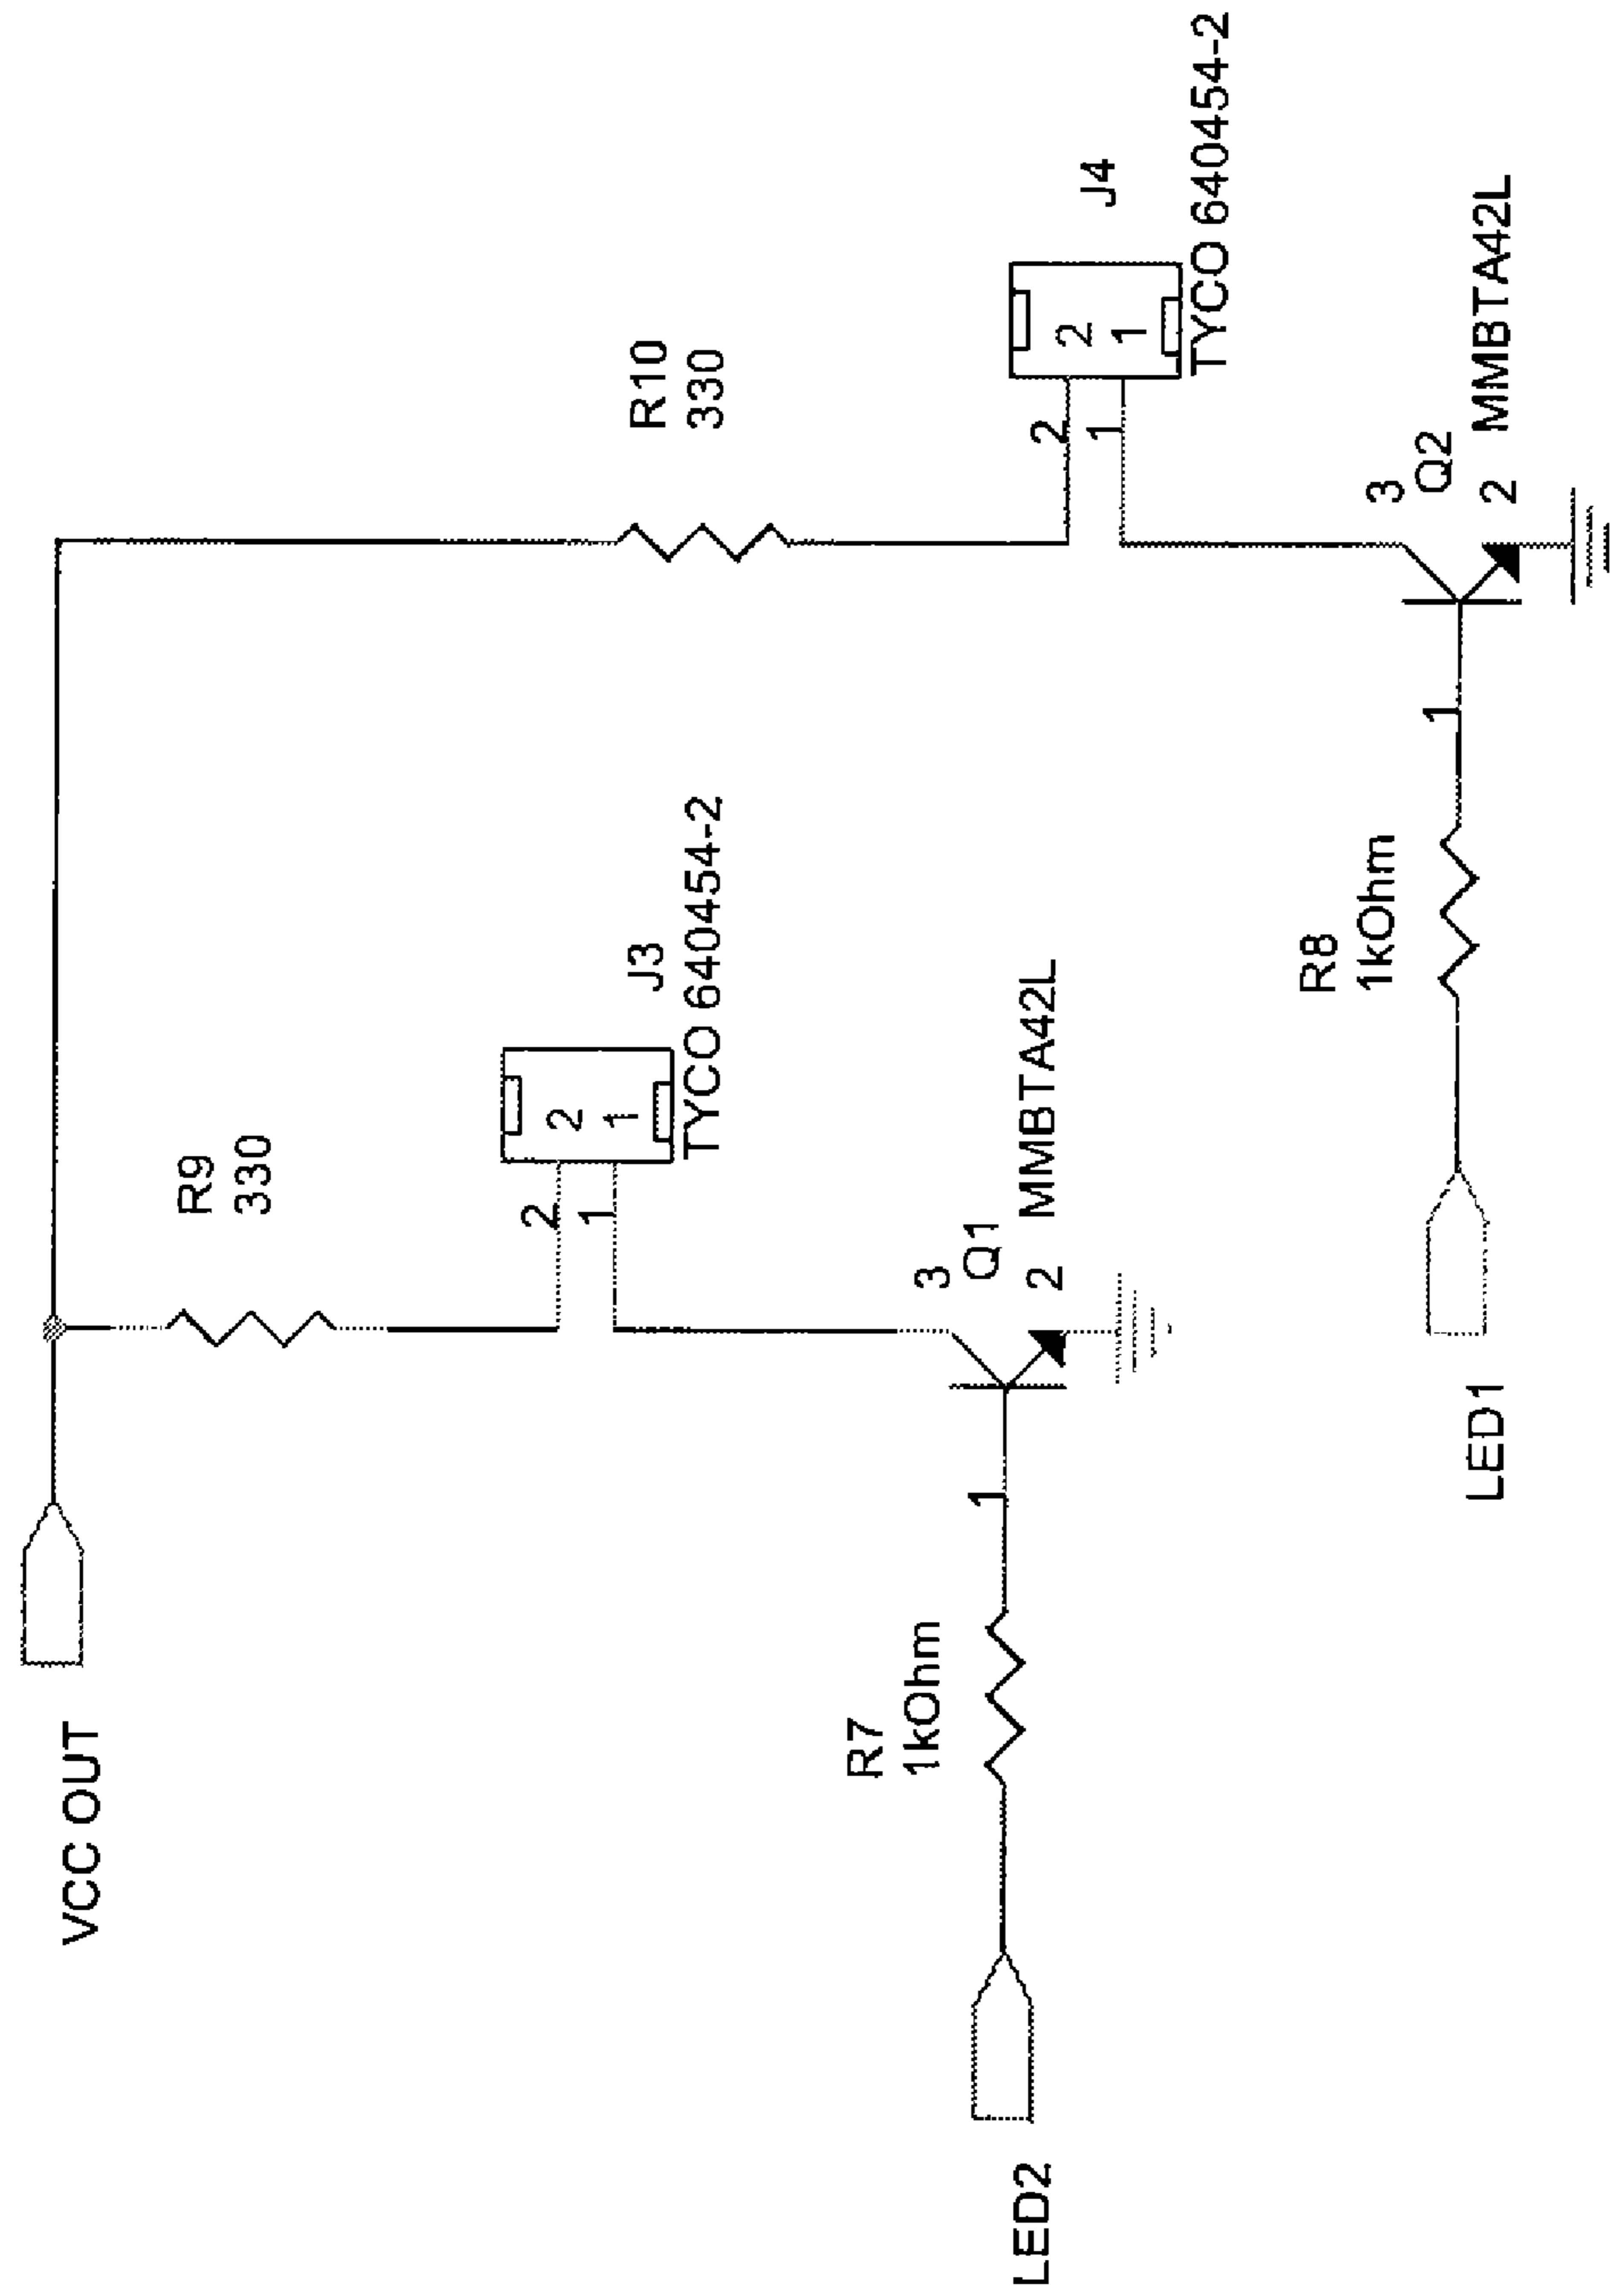 VCC OUT
R9
330
R10
330
2
1
2
1
J3
TYCO 640454-2
2
1
2
1
J4
TYCO 640454-2
R7
1kOhm
1
3
Q1
2
MMBTA42L
LED2
R8
1kOhm
1
3
Q2
2
MMBTA42L
LED1